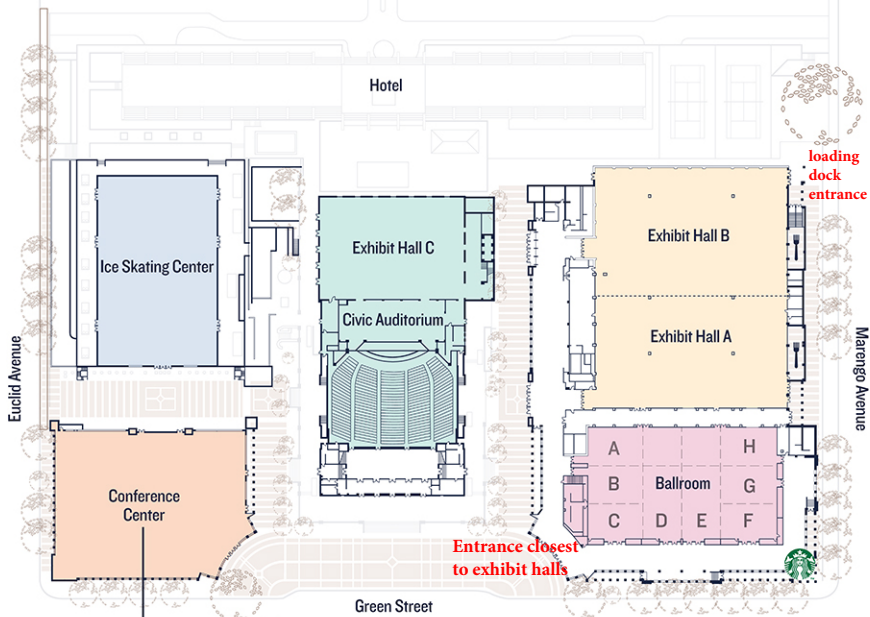 Hotel
loading
dock
entrance
Exhibit Hall B
Exhibit Hall C
Ice Skating Center
Civic Auditorium
Exhibit Hall A
Euclid Avenue
Marengo Avenue
A
H
B
Ballroom
G
C
D
E
F
Conference
Center
Entrance closest
to exhibit halls
Green Street